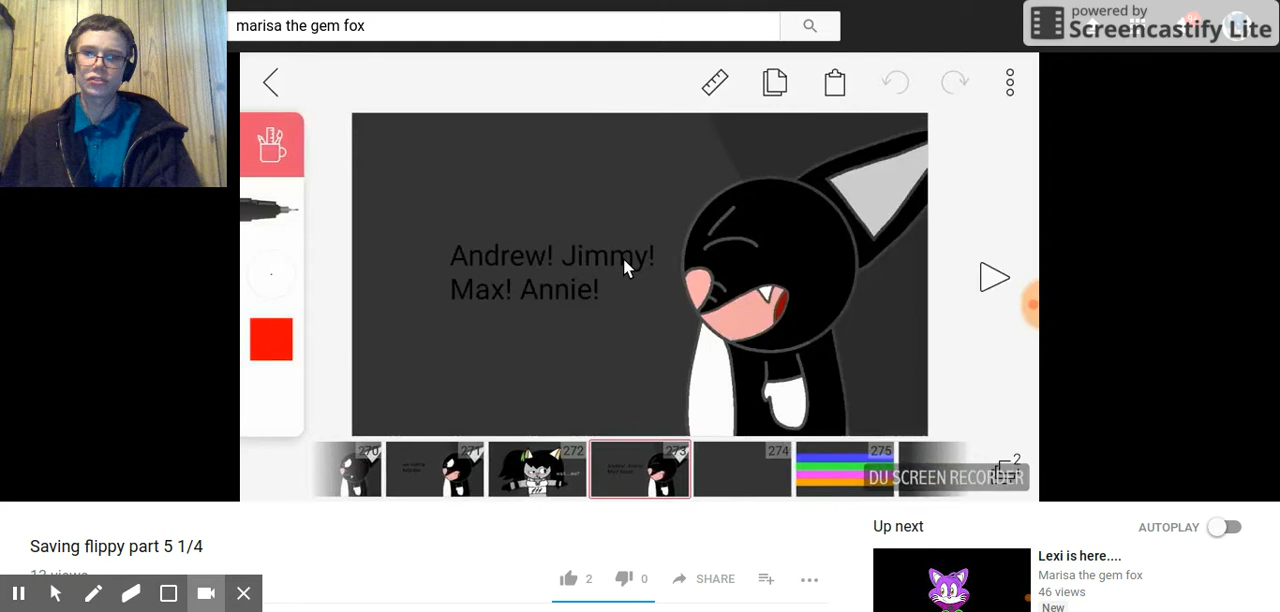 marisa the gem fox
powered by
Screencastify Lite
Andrew! Jimmy!
Max! Annie!
270
271
272
273
274
275
2
DU SCREEN RECORDER
Saving flippy part 5 1/4
2
0
SHARE
Up next
AUTOPLAY
Lexi is here....
Marisa the gem fox
46 views
New